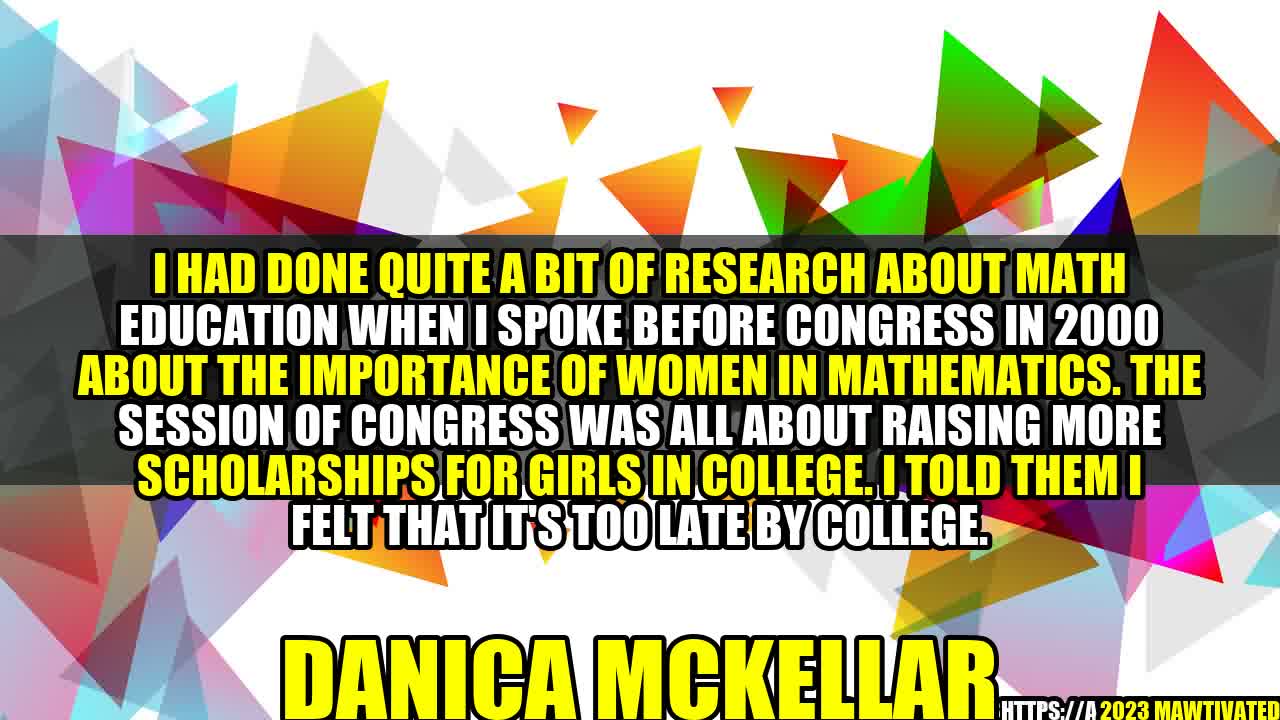 I HAD DONE QUITE A BIT OF RESEARCH ABOUT MATH
EDUCATION WHEN I SPOKE BEFORE CONGRESS IN 2000
ABOUT THE IMPORTANCE OF WOMEN IN MATHEMATICS. THE
SESSION OF CONGRESS WAS ALL ABOUT RAISING MORE
SCHOLARSHIPS FOR GIRLS IN COLLEGE. I TOLD THEM I
FELT THAT IT'S TOO LATE BY COLLEGE.
DANICA MCKELLAR
HTTPS://A 2023 MAWTIVATED